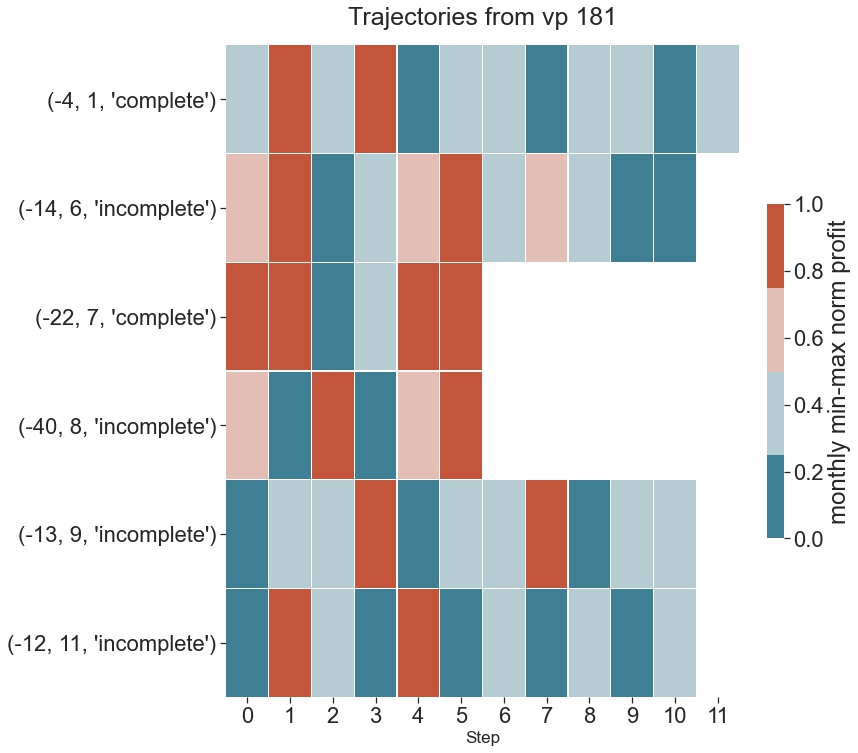 Trajectories from vp 181
(-4, 1, 'complete')
(-14, 6, 'incomplete')
(-22, 7, 'complete')
(-40, 8, 'incomplete')
(-13, 9, 'incomplete')
(-12, 11, 'incomplete')
0 1 2 3 4 5 6 7 8 9 10 11
Step
1.0
0.8
0.6
0.4
0.2
0.0
monthly min-max norm profit